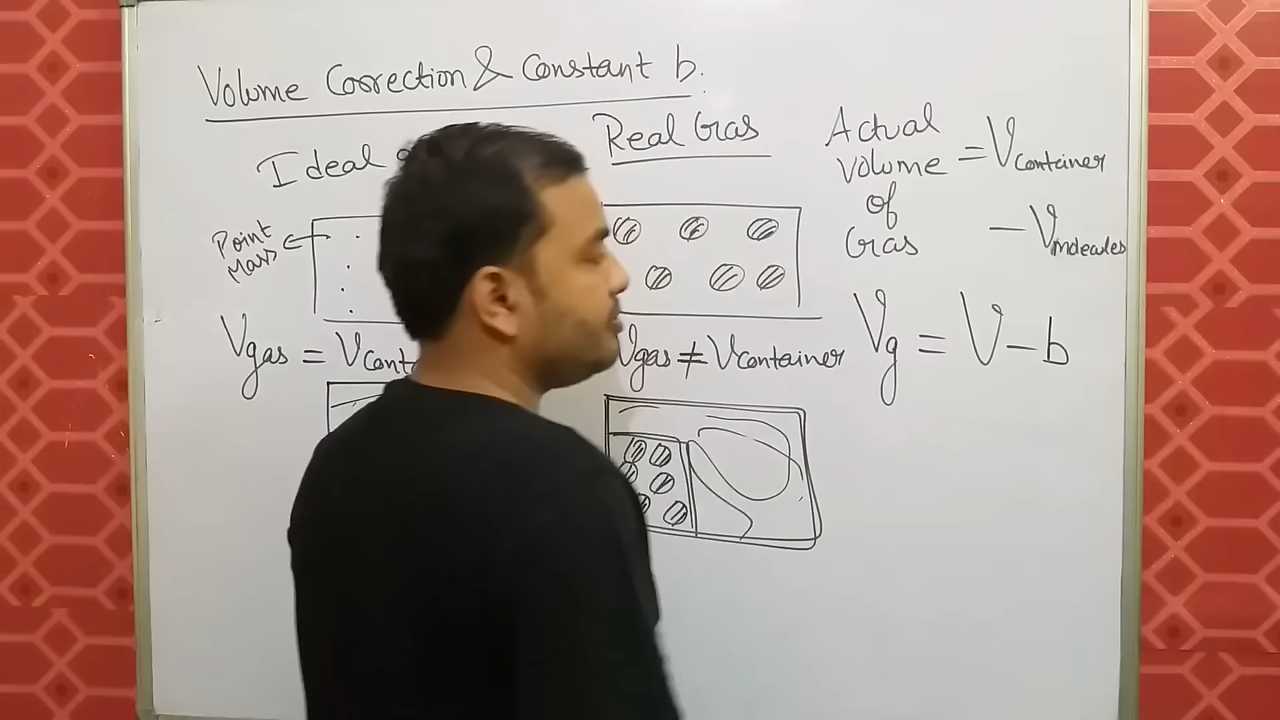 Volume Correction & Constant b.
Ideal
Point
Mass
Vgas = Vcont
Real Gas
Vgas ≠ Vcontainer
Actual
volume
of
Gas
= Vcontainer
- Vmolecules
Vg = V-b